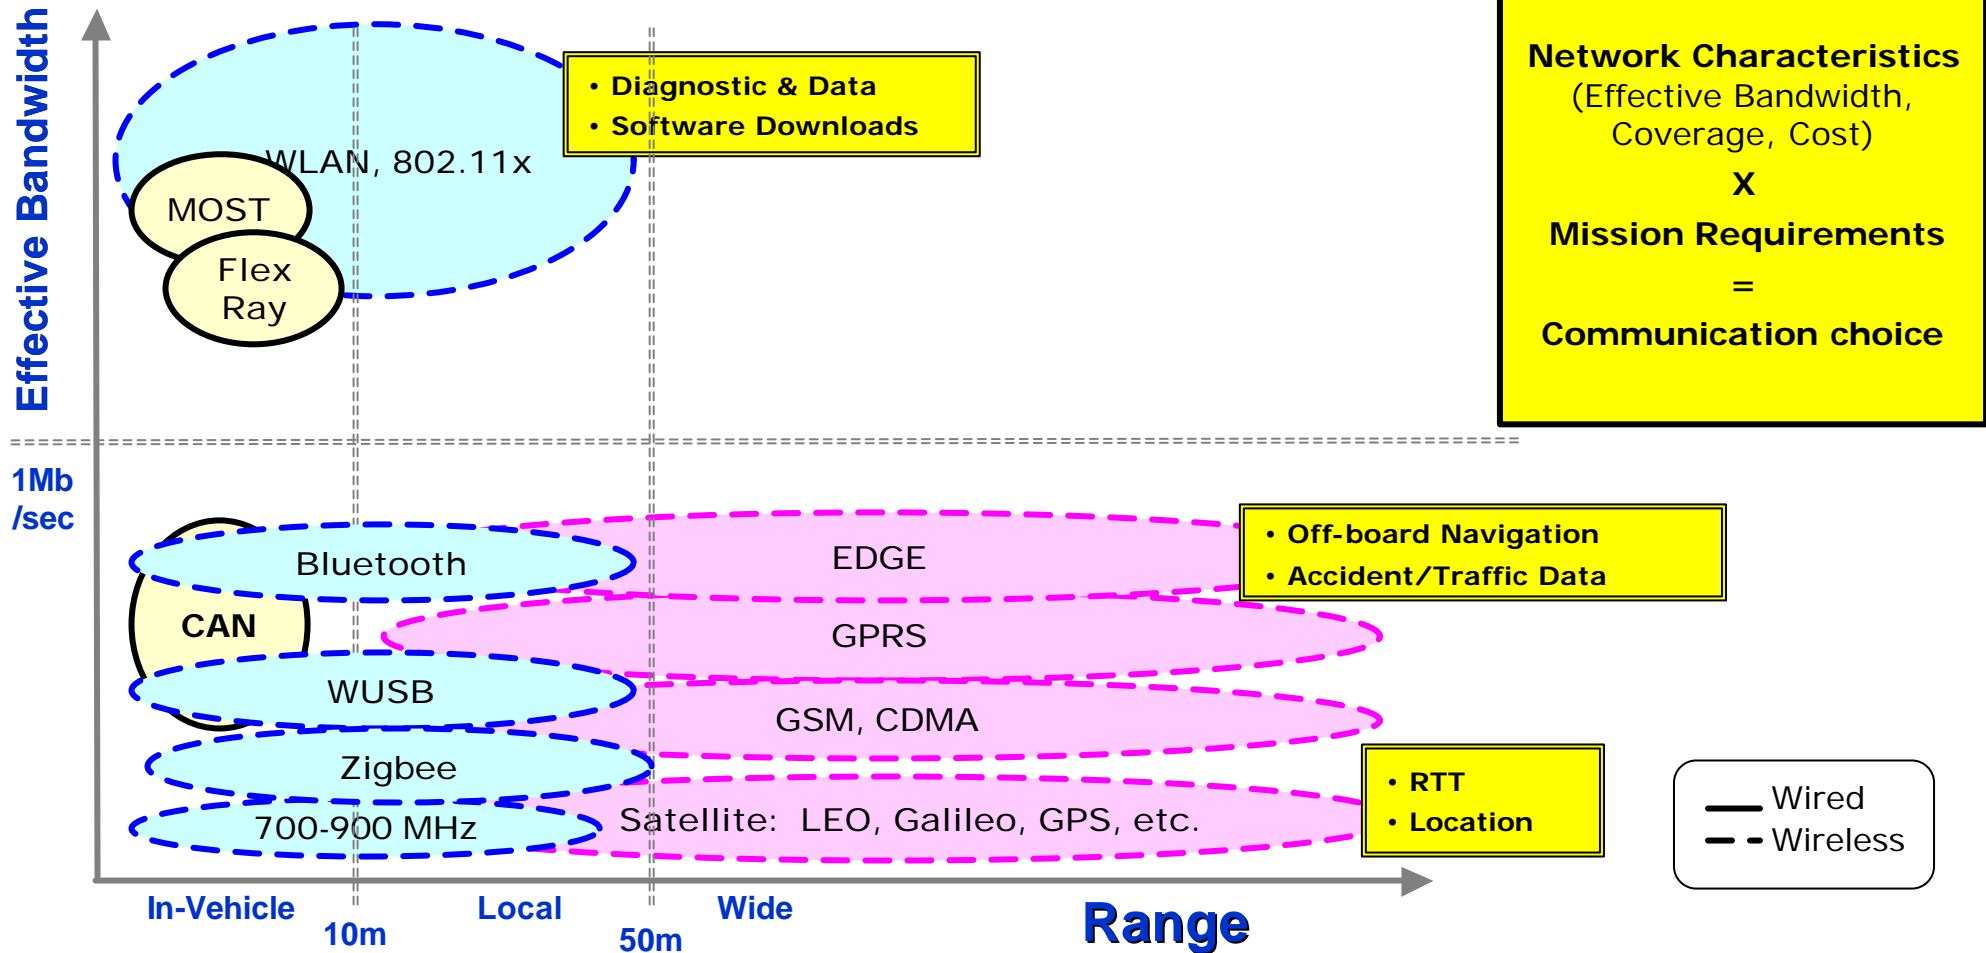 Effective Bandwidth
• Diagnostic & Data
• Software Downloads
WLAN, 802.11x
MOST
Flex
Ray
Network Characteristics
(Effective Bandwidth,
Coverage, Cost)
X
Mission Requirements
=
Communication choice
1Mb
/sec
Bluetooth
EDGE
• Off-board Navigation
• Accident/Traffic Data
CAN
GPRS
WUSB
GSM, CDMA
Zigbee
700-900 MHz
Satellite: LEO, Galileo, GPS, etc.
• RTT
• Location
Wired
Wireless
In-Vehicle
10m
Local
50m
Wide
Range